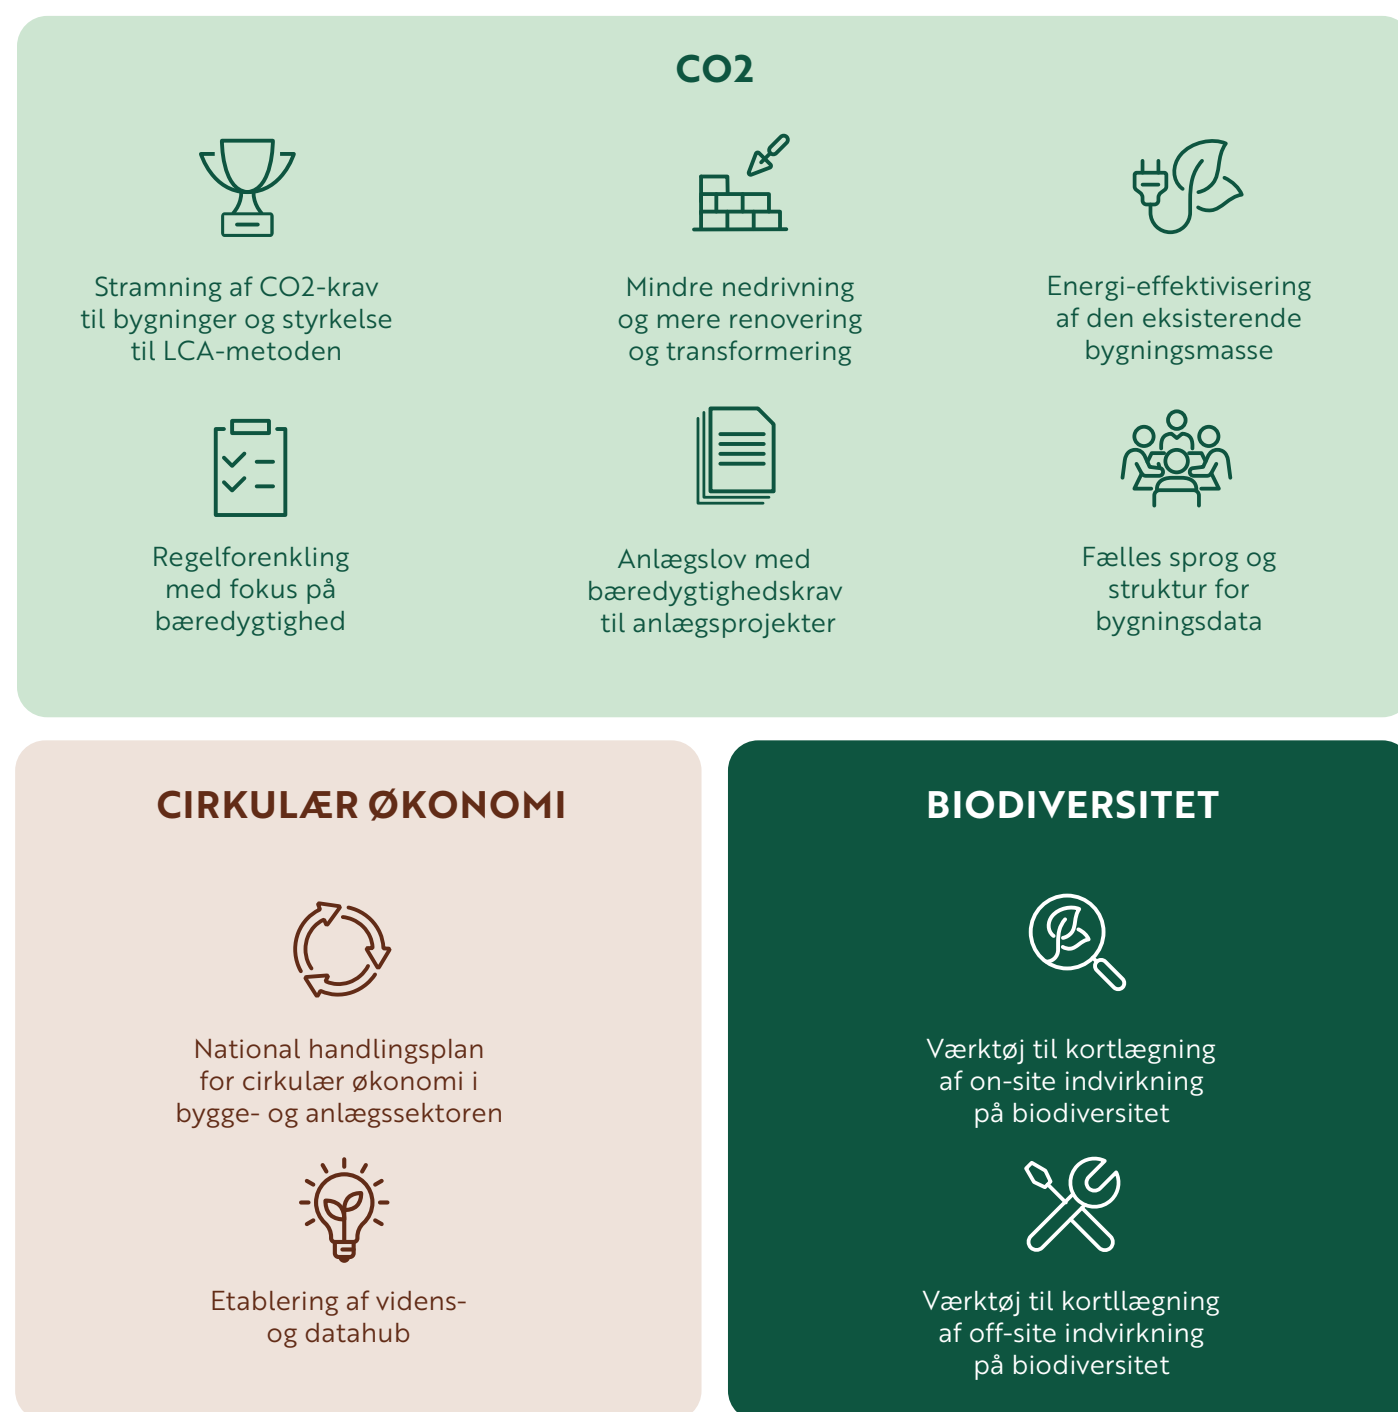 CO2
Stramning af CO2-krav
til bygninger og styrkelse
til LCA-metoden
Mindre nedrivning
og mere renovering
og transformering
Energi-effektivisering
af den eksisterende
bygningsmasse
Regelforenkling
med fokus på
bæredygtighed
Anlægslov med
bæredygtighedskrav
til anlægsprojekter
Fælles sprog og
struktur for
bygningsdata
CIRKULÆR ØKONOMI
National handlingsplan
for cirkulær økonomi i
bygge- og anlægssektoren
Etablering af videns-
og datahub
BIODIVERSITET
Værktøj til kortlægning
af on-site indvirkning
på biodiversitet
Værktøj til kortllægning
af off-site indvirkning
på biodiversitet